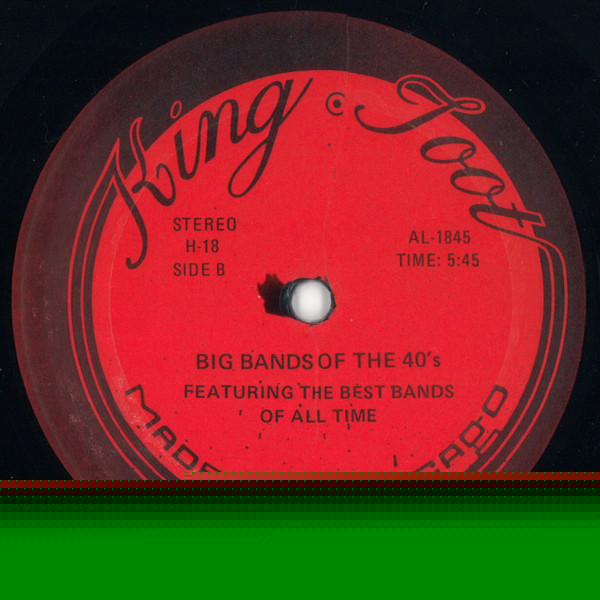 King Toot
STEREO
H-18
SIDE B
AL-1845
TIME: 5:45
BIG BANDS OF THE 40's
FEATURING THE BEST BANDS
OF ALL TIME